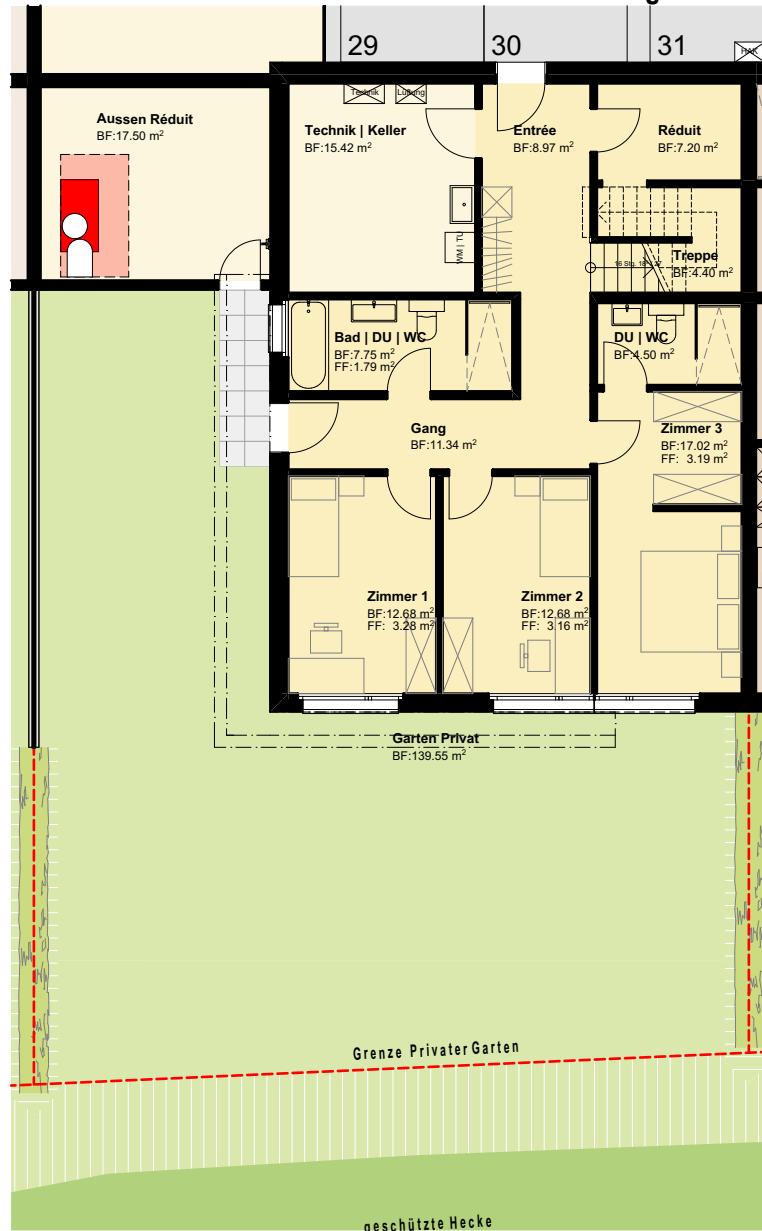 29
30
31
HAK
Technik
Lüftung
Aussen Réduit
BF:17.50 m²
Technik | Keller
BF:15.42 m²
Entrée
BF:8.97 m²
Réduit
BF:7.20 m²
WM | TU
Treppe
BF:4.40 m²
Bad | DU | WC
BF:7.75 m²
FF: 1.79 m²
DU | WC
BF:4.50 m²
Gang
BF:11.34 m²
Zimmer 3
BF:17.02 m²
FF: 3.19 m²
Zimmer 1
BF:12.68 m²
FF: 3.28 m²
Zimmer 2
BF:12.68 m²
FF: 3.16 m²
Garten Privat
BF:139.55 m²
Grenze Privater Garten
geschützte Hecke